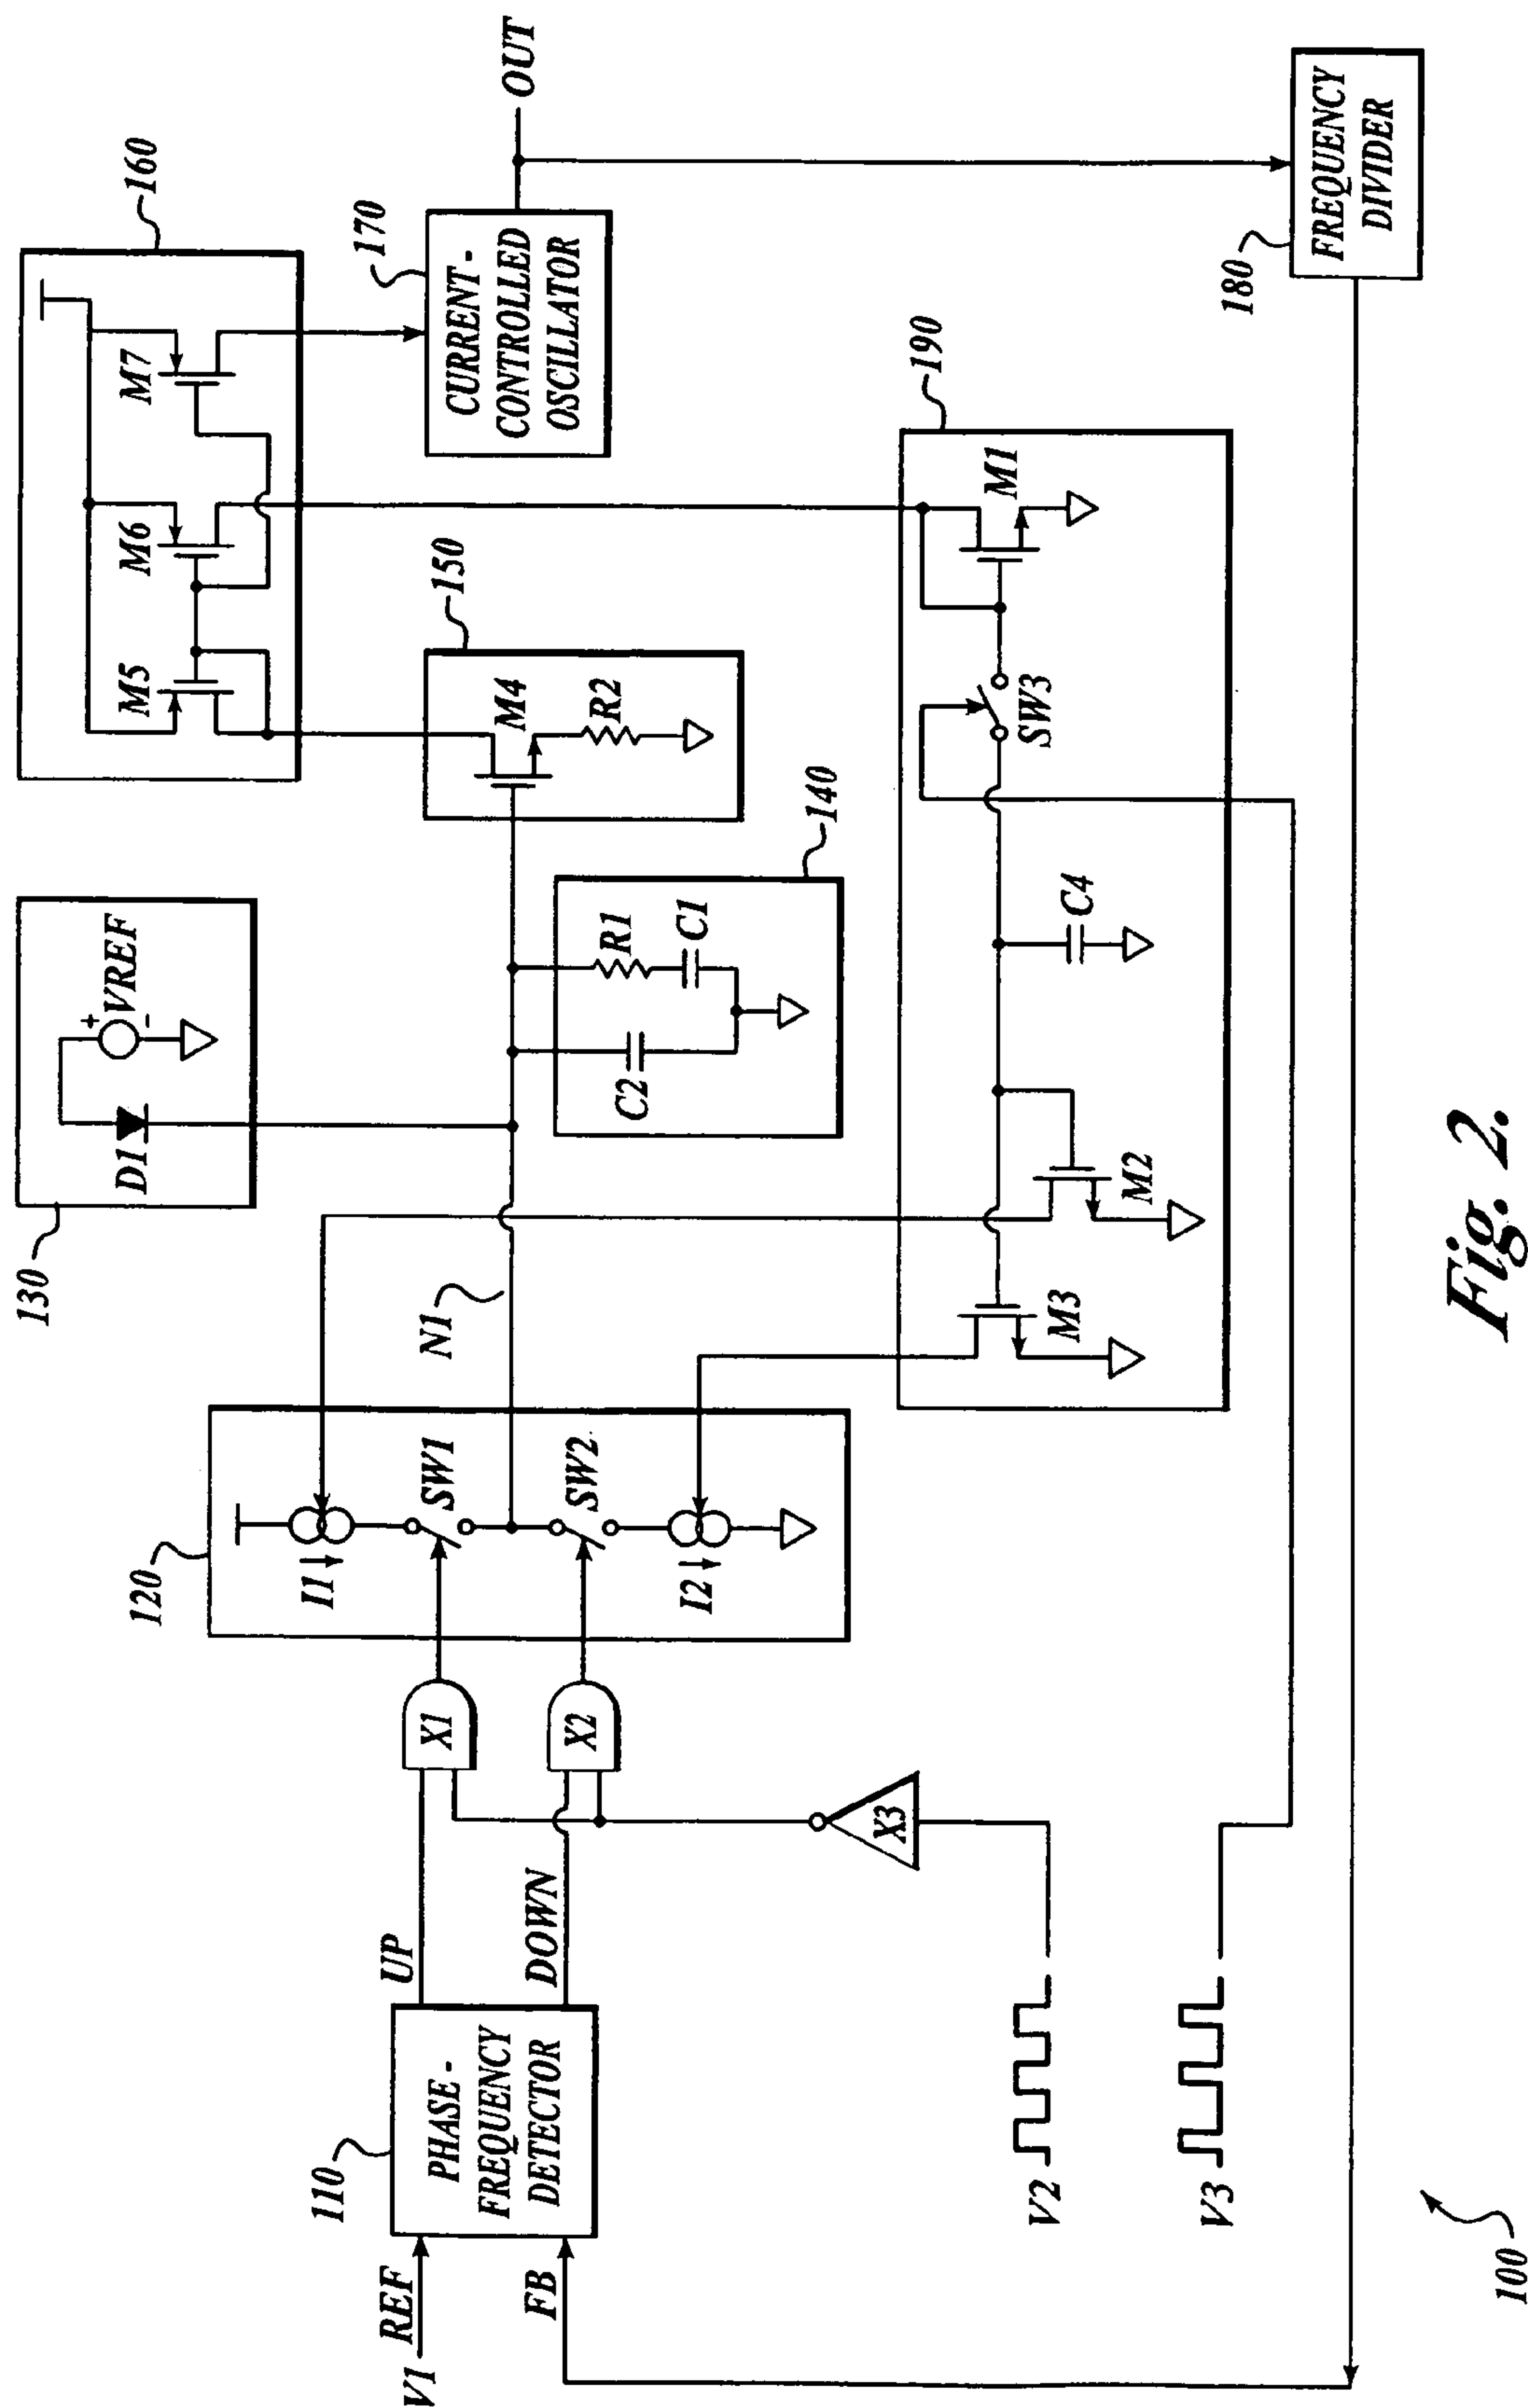 160
M5
M6
M7
130
D1
+
VREF
-
150
M4
R2
170
CURRENT-
CONTROLLED
OSCILLATOR
OUT
120
I1
SW1
SW2
I2
N1
140
C2
R1
C1
110
V1
REF
FB
PHASE-
FREQUENCY
DETECTOR
UP
DOWN
X1
X2
X3
190
M3
M2
C4
SW3
M1
V2
V3
180
FREQUENCY
DIVIDER
100
Fig. 2.